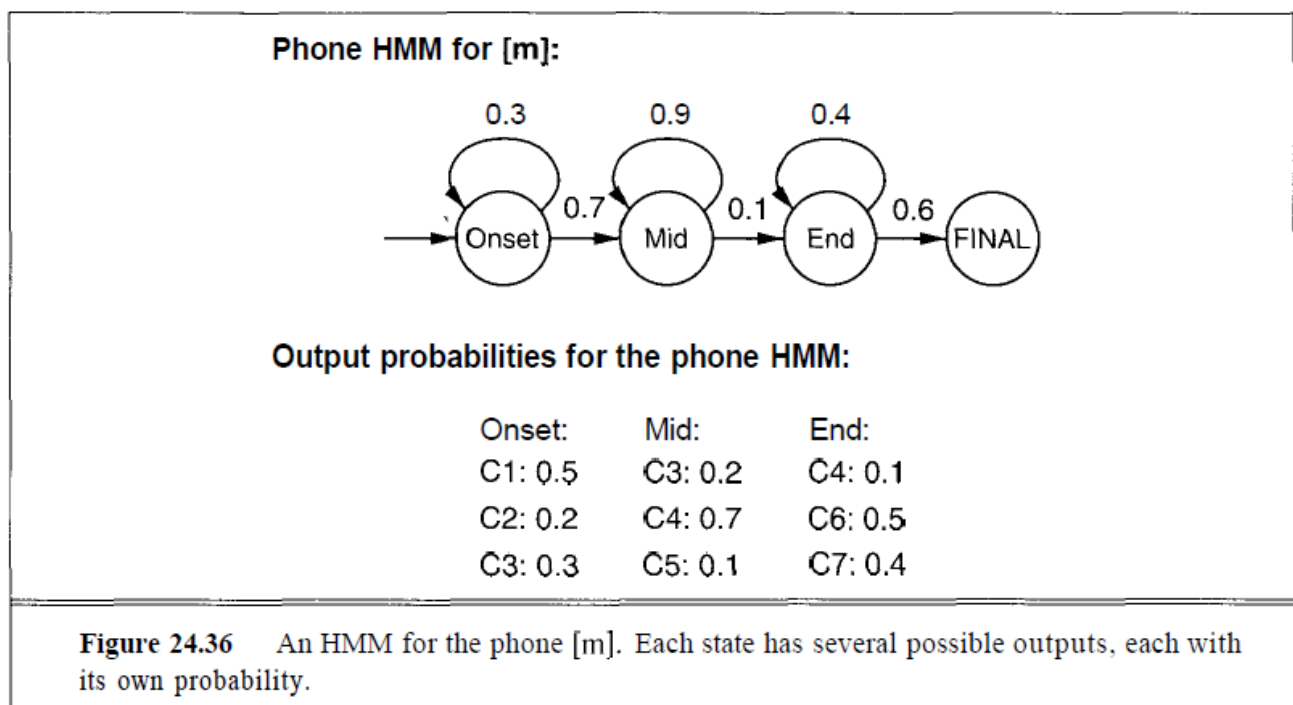 Phone HMM for [m]:
0.3 0.9 0.4
0.7 0.1 0.6
Onset Mid End FINAL
Output probabilities for the phone HMM:
Onset: Mid: End:
C1: 0.5 C3: 0.2 C4: 0.1
C2: 0.2 C4: 0.7 C6: 0.5
C3: 0.3 C5: 0.1 C7: 0.4
Figure 24.36 An HMM for the phone [m]. Each state has several possible outputs, each with
its own probability.